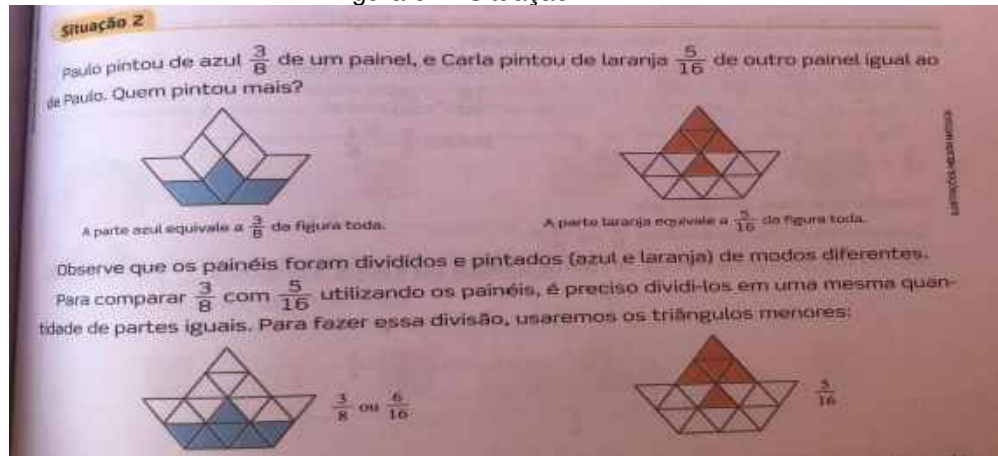 Situação 2
Paulo pintou de azul 3/8 de um painel, e Carla pintou de laranja 5/16 de outro painel igual ao
de Paulo. Quem pintou mais?
A parte azul equivale a 3/8 da figura toda.
A parte laranja equivale a 5/16 da figura toda.
Observe que os painéis foram divididos e pintados (azul e laranja) de modos diferentes.
Para comparar 3/8 com 5/16 utilizando os painéis, é preciso dividi-los em uma mesma quan-
tidade de partes iguais. Para fazer essa divisão, usaremos os triângulos menores:
3/8 ou 6/16
5/16